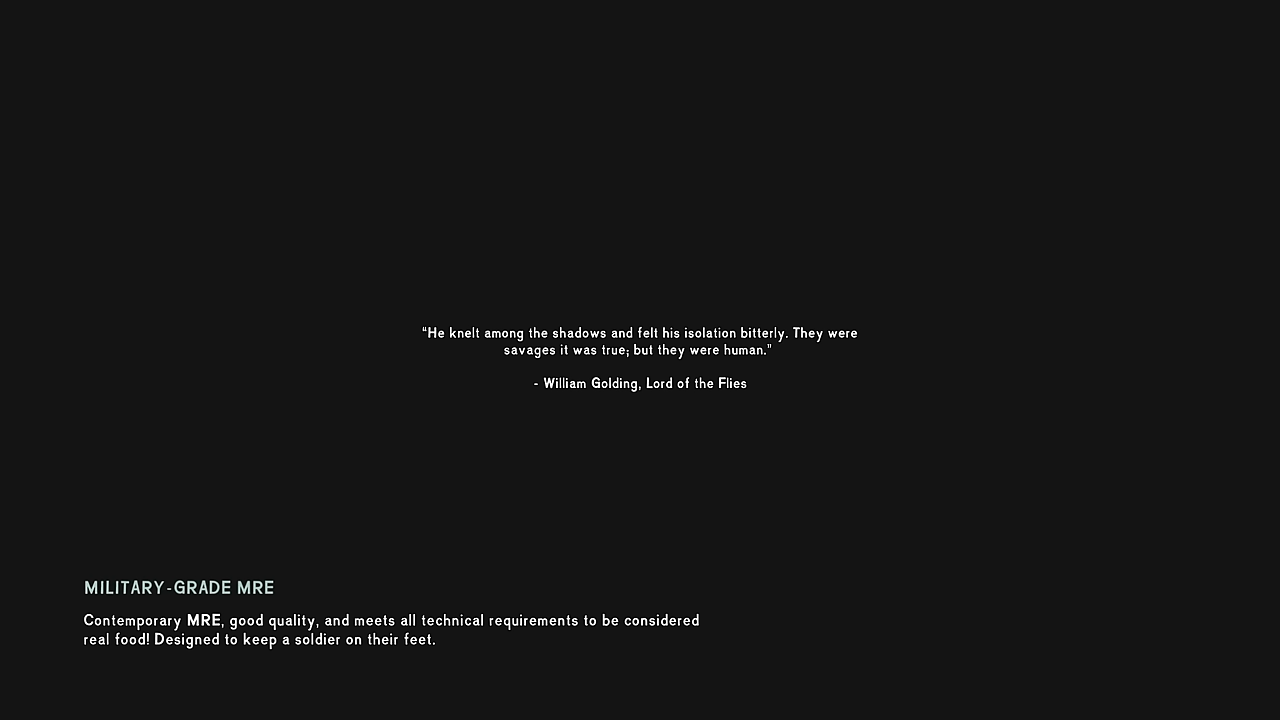 "He knelt among the shadows and felt his isolation bitterly. They were
savages it was true; but they were human."
- William Golding, Lord of the Flies
MILITARY-GRADE MRE
Contemporary MRE, good quality, and meets all technical requirements to be considered
real food! Designed to keep a soldier on their feet.